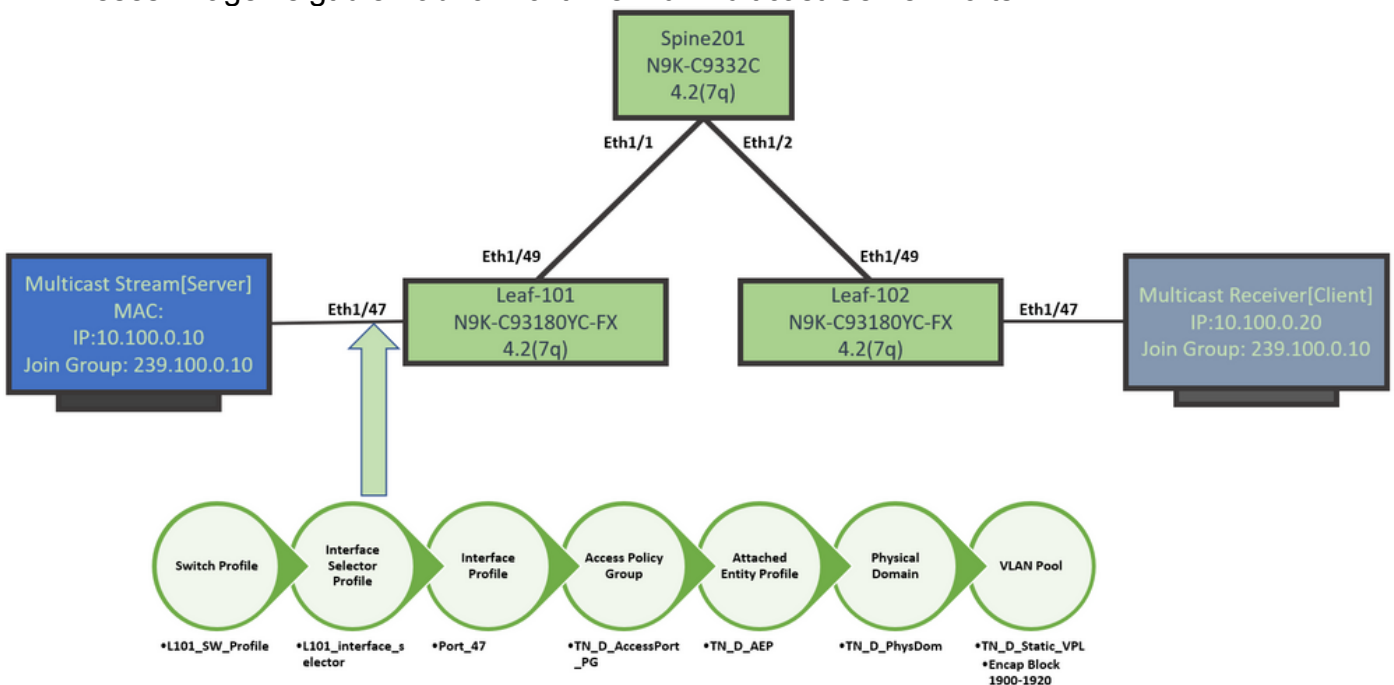 Spine201
N9K-C9332C
4.2(7q)
Eth1/1
Eth1/2
Eth1/49
Eth1/49
Multicast Stream[Server]
MAC:
IP:10.100.0.10
Join Group: 239.100.0.10
Eth1/47
Leaf-101
N9K-C93180YC-FX
4.2(7q)
Leaf-102
N9K-C93180YC-FX
4.2(7q)
Eth1/47
Multicast Receiver[Client]
IP:10.100.0.20
Join Group: 239.100.0.10
Switch Profile
Interface
Selector
Profile
Interface
Profile
Access Policy
Group
Attached
Entity Profile
Physical
Domain
VLAN Pool
•L101_SW_Profile
•L101_interface_s
elector
•Port_47
•TN_D_AccessPort
_PG
•TN_D_AEP
•TN_D_PhysDom
•TN_D_Static_VPL
•Encap Block
1900-1920